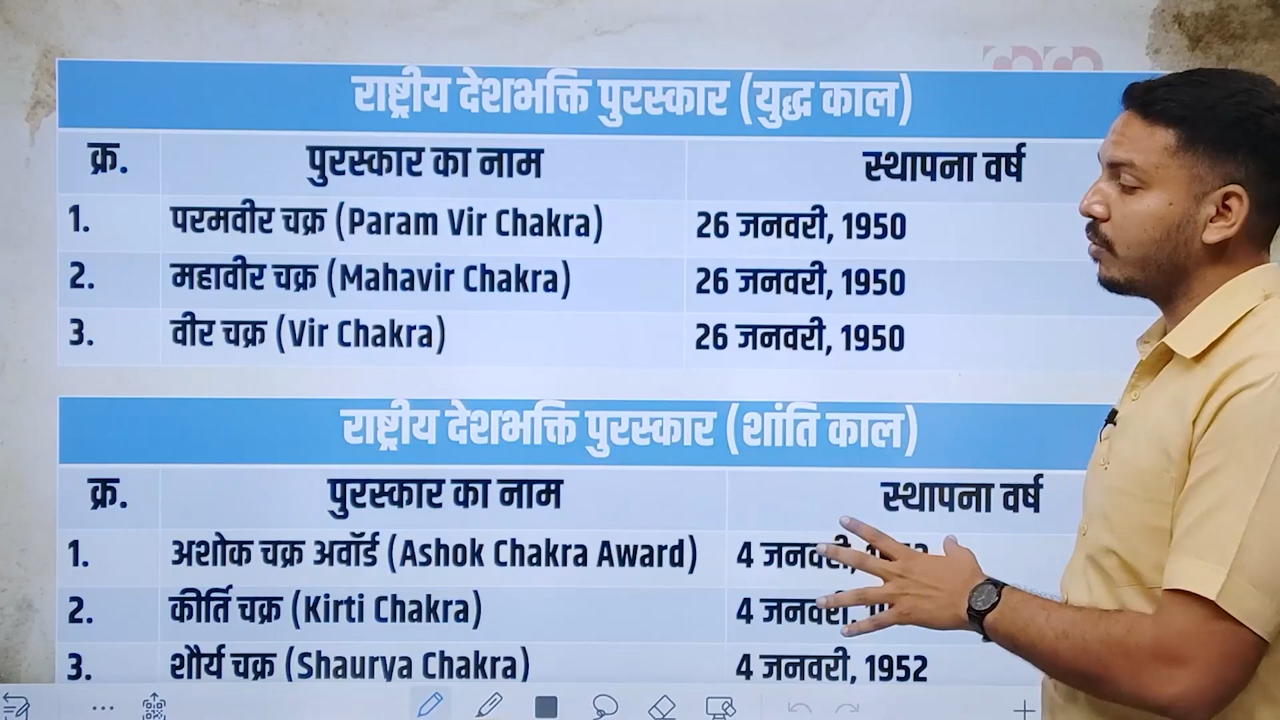 राष्ट्रीय देशभक्ति पुरस्कार (युद्ध काल)
क्र. पुरस्कार का नाम स्थापना वर्ष
1. परमवीर चक्र (Param Vir Chakra) 26 जनवरी, 1950
2. महावीर चक्र (Mahavir Chakra) 26 जनवरी, 1950
3. वीर चक्र (Vir Chakra) 26 जनवरी, 1950
राष्ट्रीय देशभक्ति पुरस्कार (शांति काल)
क्र. पुरस्कार का नाम स्थापना वर्ष
1. अशोक चक्र अवॉर्ड (Ashok Chakra Award) 4 जनवरी,
2. कीर्ति चक्र (Kirti Chakra) 4 जनवरी,
3. शौर्य चक्र (Shaurya Chakra) 4 जनवरी, 1952